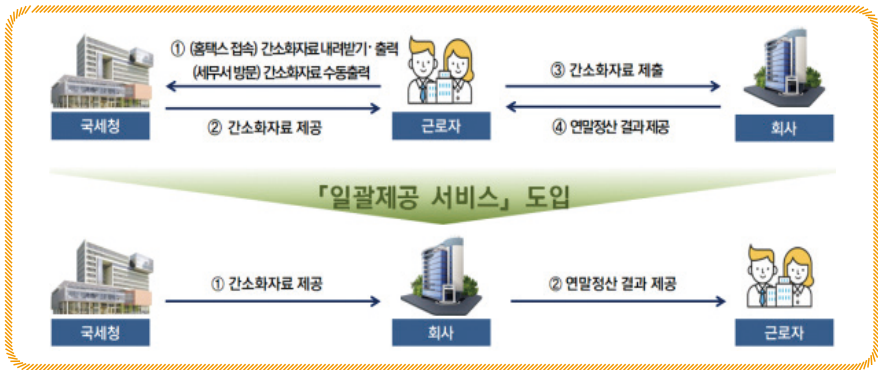 ① (홈택스 접속) 간소화자료 내려받기· 출력
(세무서 방문) 간소화자료 수동출력
③ 간소화자료 제출
② 간소화자료 제공
④ 연말정산 결과 제공
국세청
근로자
회사
「일괄제공 서비스」 도입
① 간소화자료 제공
② 연말정산 결과 제공
국세청
회사
근로자